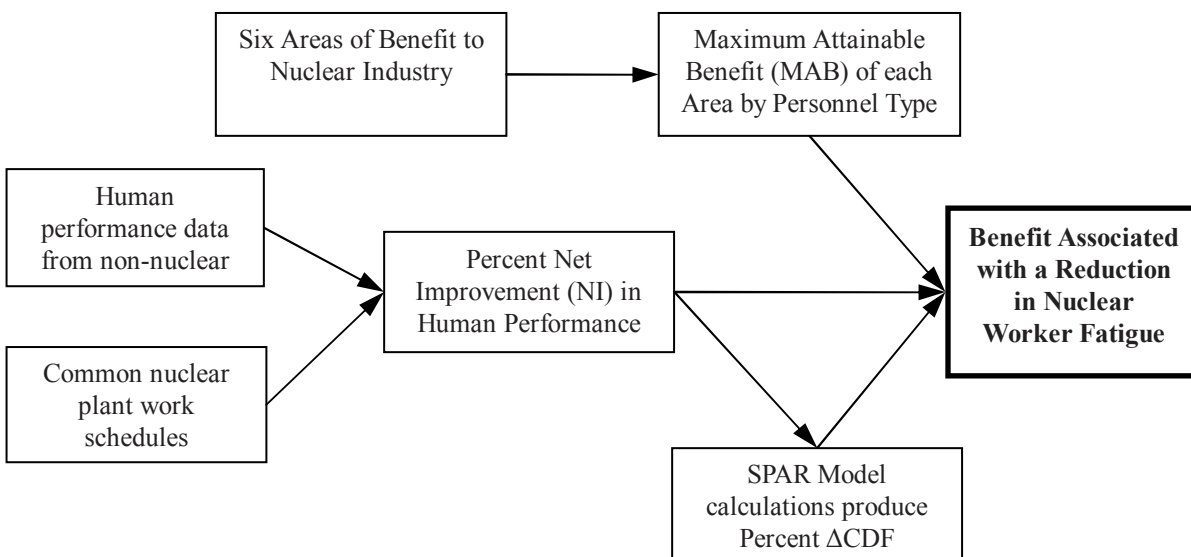 Six Areas of Benefit to
Nuclear Industry
Maximum Attainable
Benefit (MAB) of each
Area by Personnel Type
Human
performance data
from non-nuclear
Percent Net
Improvement (NI) in
Human Performance
Common nuclear
plant work
schedules
SPAR Model
calculations produce
Percent ΔCDF
Benefit Associated
with a Reduction
in Nuclear
Worker Fatigue